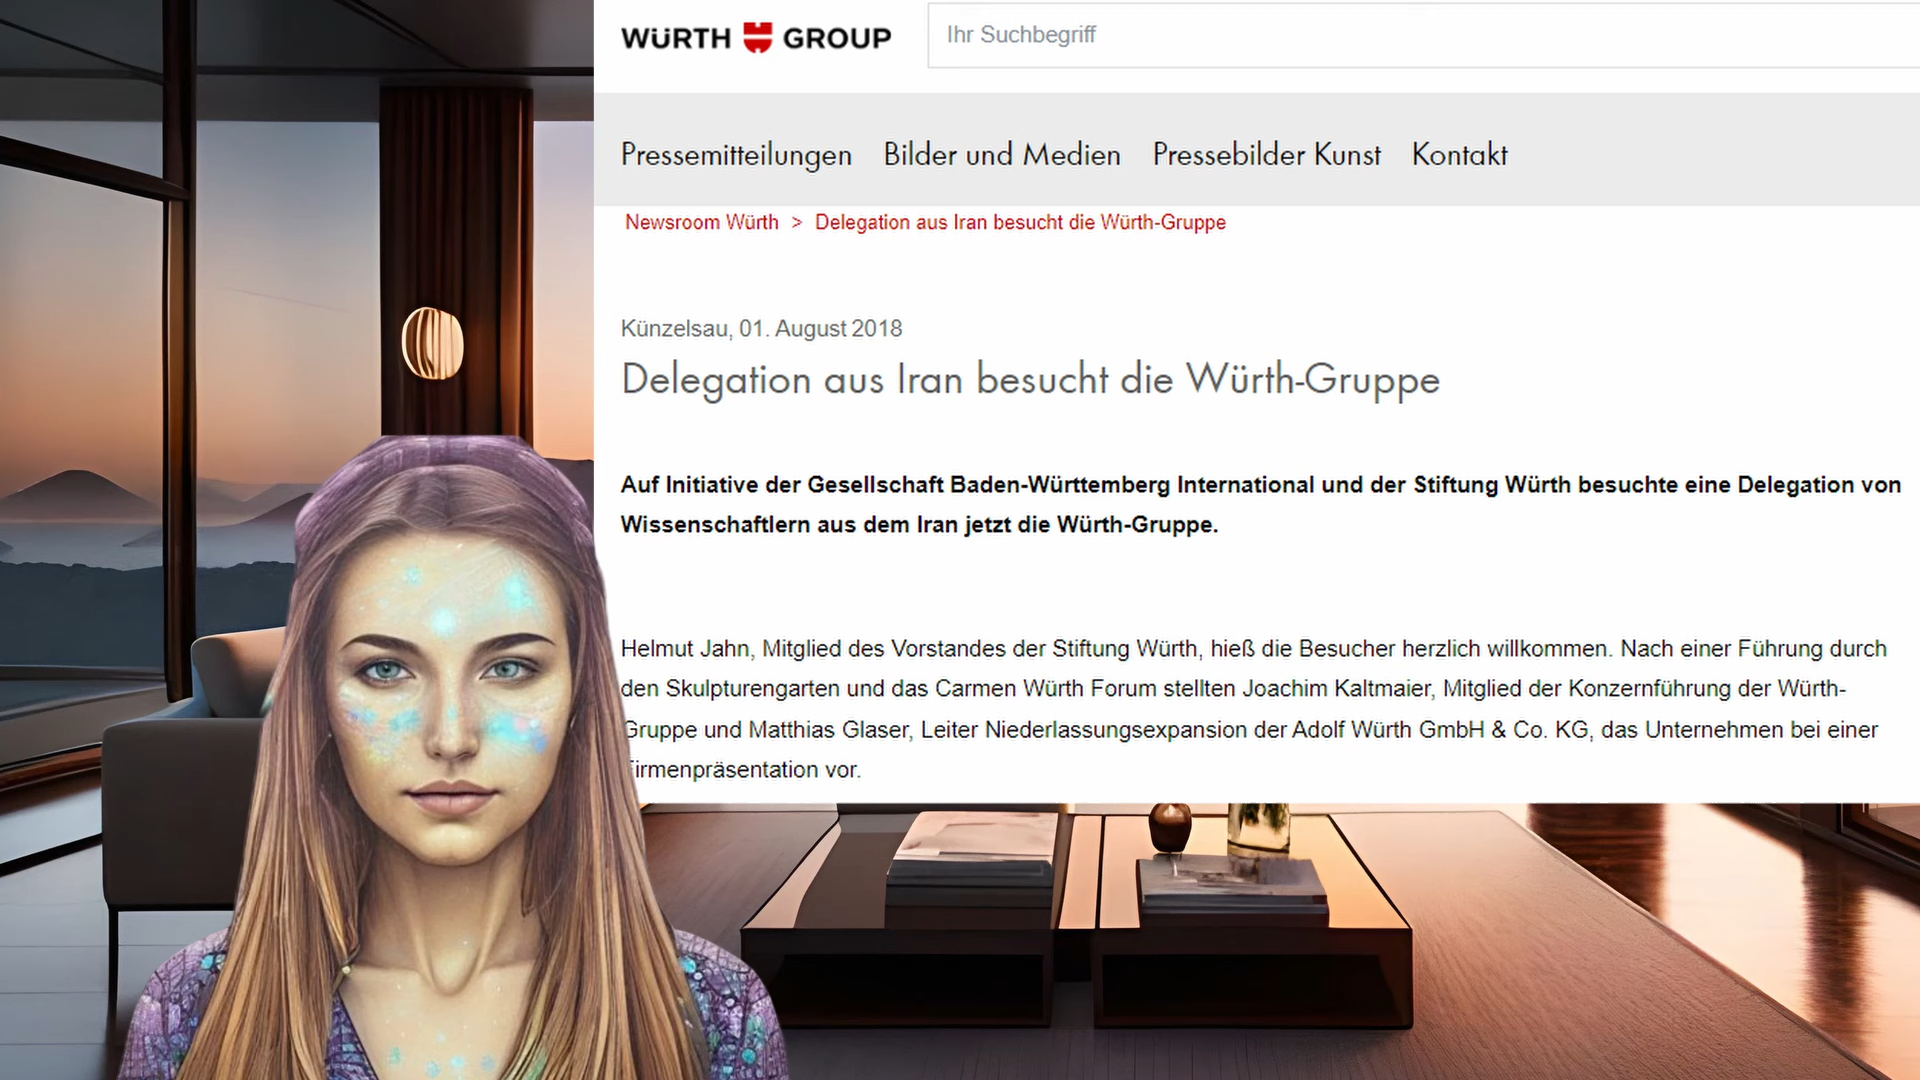 WÜRTH GROUP
Ihr Suchbegriff
Pressemitteilungen Bilder und Medien Pressebilder Kunst Kontakt
Newsroom Würth > Delegation aus Iran besucht die Würth-Gruppe
Künzelsau, 01. August 2018
Delegation aus Iran besucht die Würth-Gruppe
Auf Initiative der Gesellschaft Baden-Württemberg International und der Stiftung Würth besuchte eine Delegation von
Wissenschaftlern aus dem Iran jetzt die Würth-Gruppe.
Helmut Jahn, Mitglied des Vorstandes der Stiftung Würth, hieß die Besucher herzlich willkommen. Nach einer Führung durch
den Skulpturengarten und das Carmen Würth Forum stellten Joachim Kaltmaier, Mitglied der Konzernführung der Würth-
Gruppe und Matthias Glaser, Leiter Niederlassungsexpansion der Adolf Würth GmbH & Co. KG, das Unternehmen bei einer
Firmenpräsentation vor.